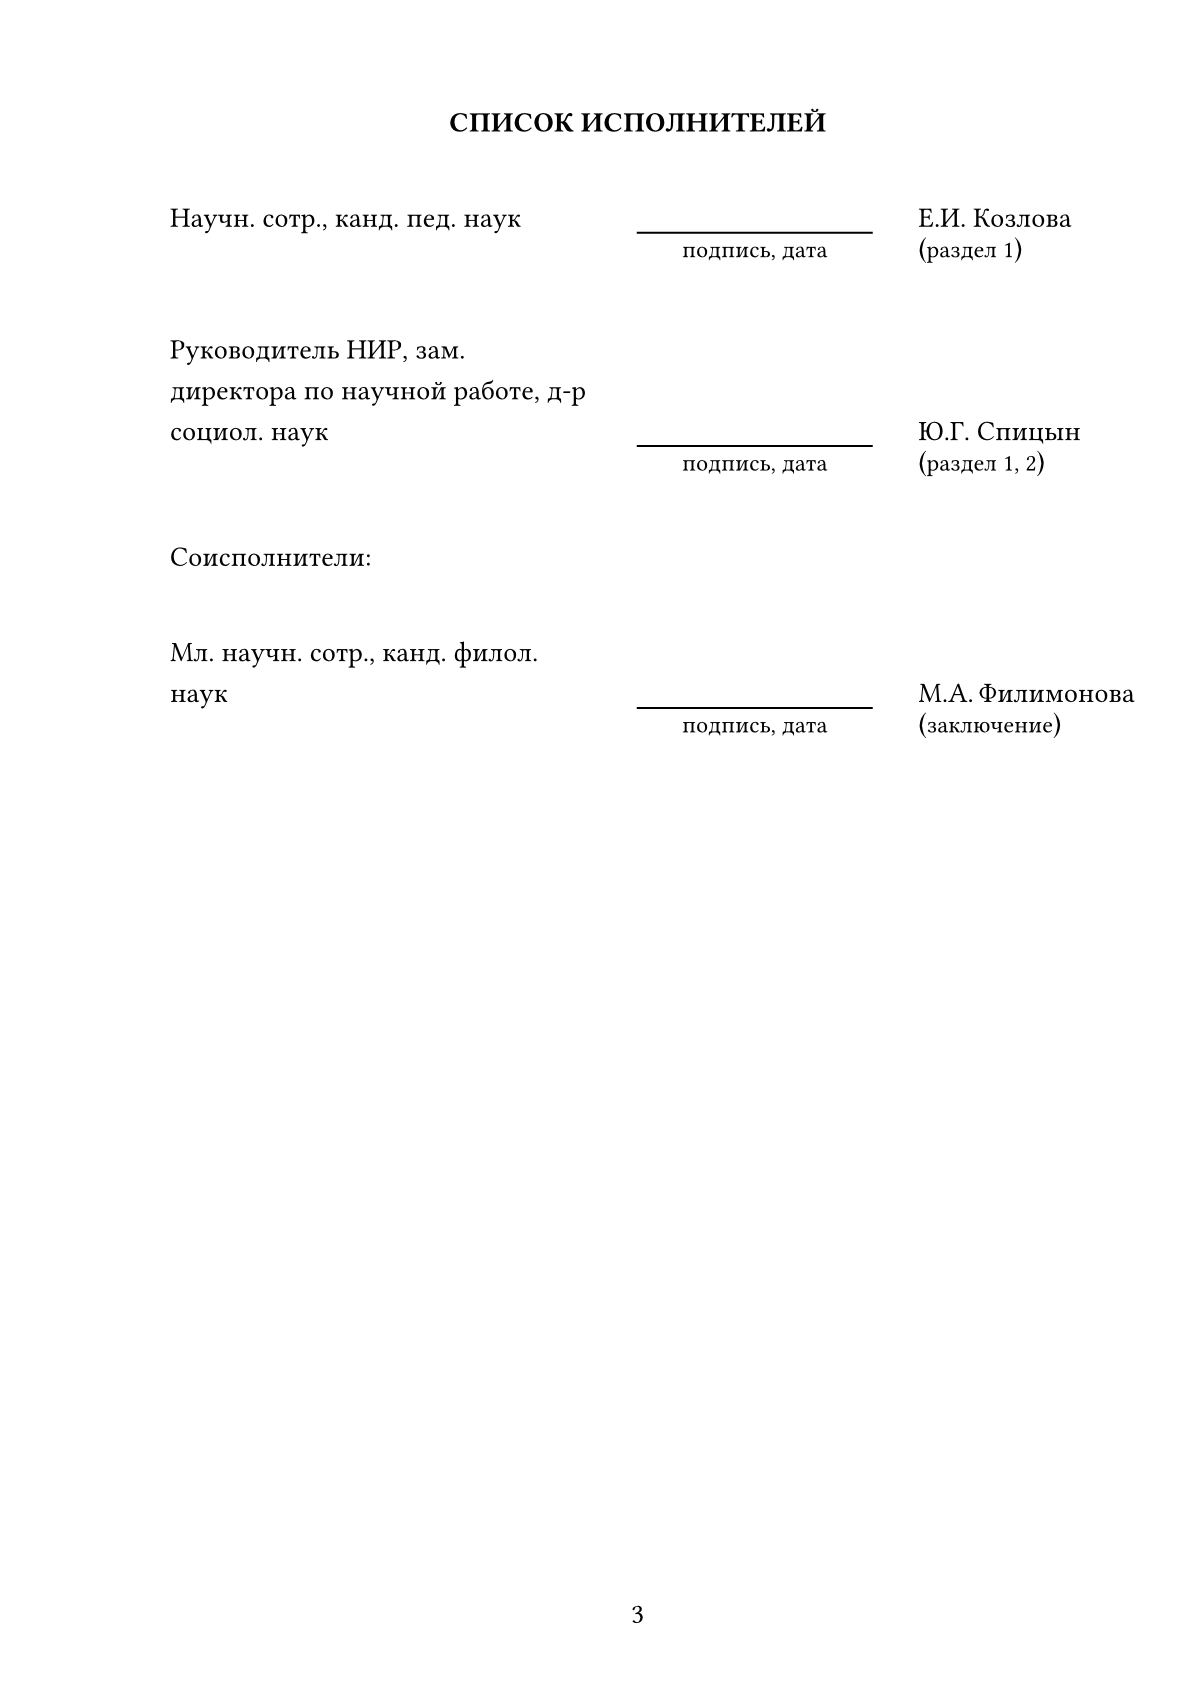 СПИСОК ИСПОЛНИТЕЛЕЙ
Научн. сотр., канд. пед. наук
Е.И. Козлова
подпись, дата
(раздел 1)
Руководитель НИР, зам.
директора по научной работе, д-р
социол. наук
Ю.Г. Спицын
подпись, дата
(раздел 1, 2)
Соисполнители:
Мл. научн. сотр., канд. филол.
наук
М.А. Филимонова
подпись, дата
(заключение)
3